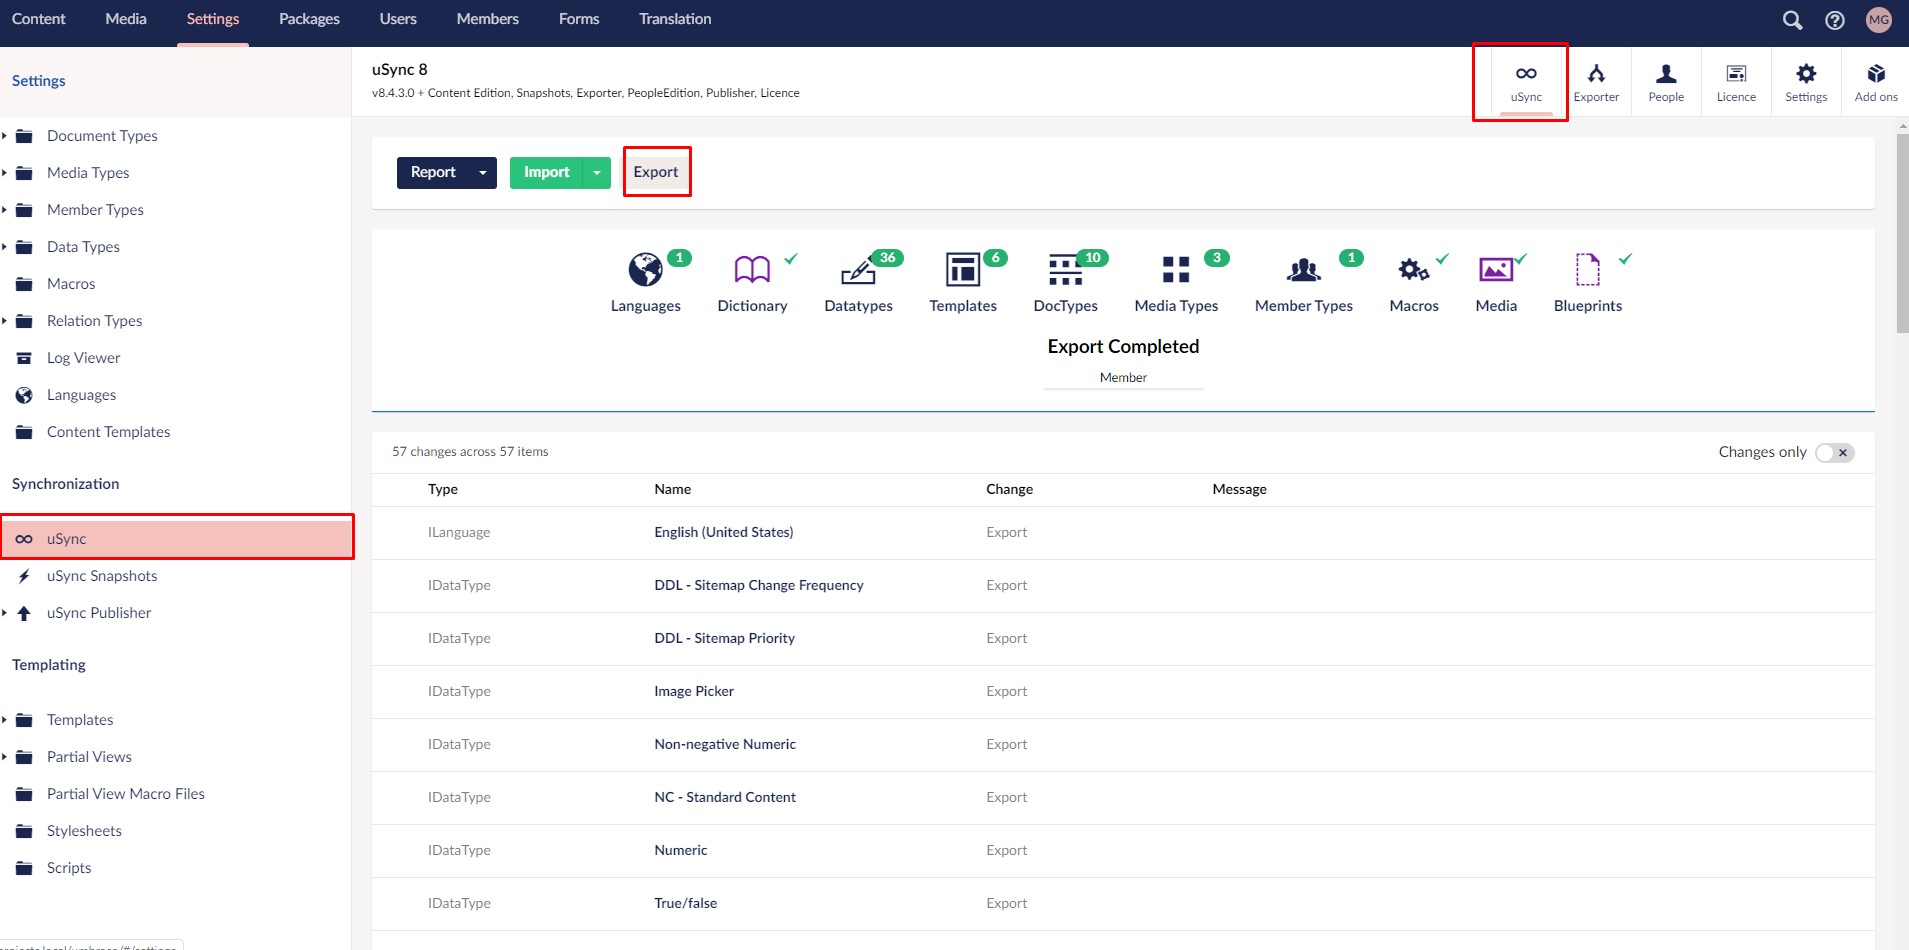 Content Media Settings Packages Users Members Forms Translation MG
Settings
Document Types
Media Types
Member Types
Data Types
Macros
Relation Types
Log Viewer
Languages
Content Templates
Synchronization
uSync
uSync Snapshots
uSync Publisher
Templating
Templates
Partial Views
Partial View Macro Files
Stylesheets
Scripts
uSync 8
v8.4.3.0 + Content Edition, Snapshots, Exporter, PeopleEdition, Publisher, Licence
uSync Exporter People Licence Settings Add ons
Report Import Export
1 36 6 10 3 1
Languages Dictionary Datatypes Templates DocTypes Media Types Member Types Macros Media Blueprints
Export Completed
Member
57 changes across 57 items Changes only
Type Name Change Message
ILanguage English (United States) Export
IDataType DDL - Sitemap Change Frequency Export
IDataType DDL - Sitemap Priority Export
IDataType Image Picker Export
IDataType Non-negative Numeric Export
IDataType NC - Standard Content Export
IDataType Numeric Export
IDataType True/false Export